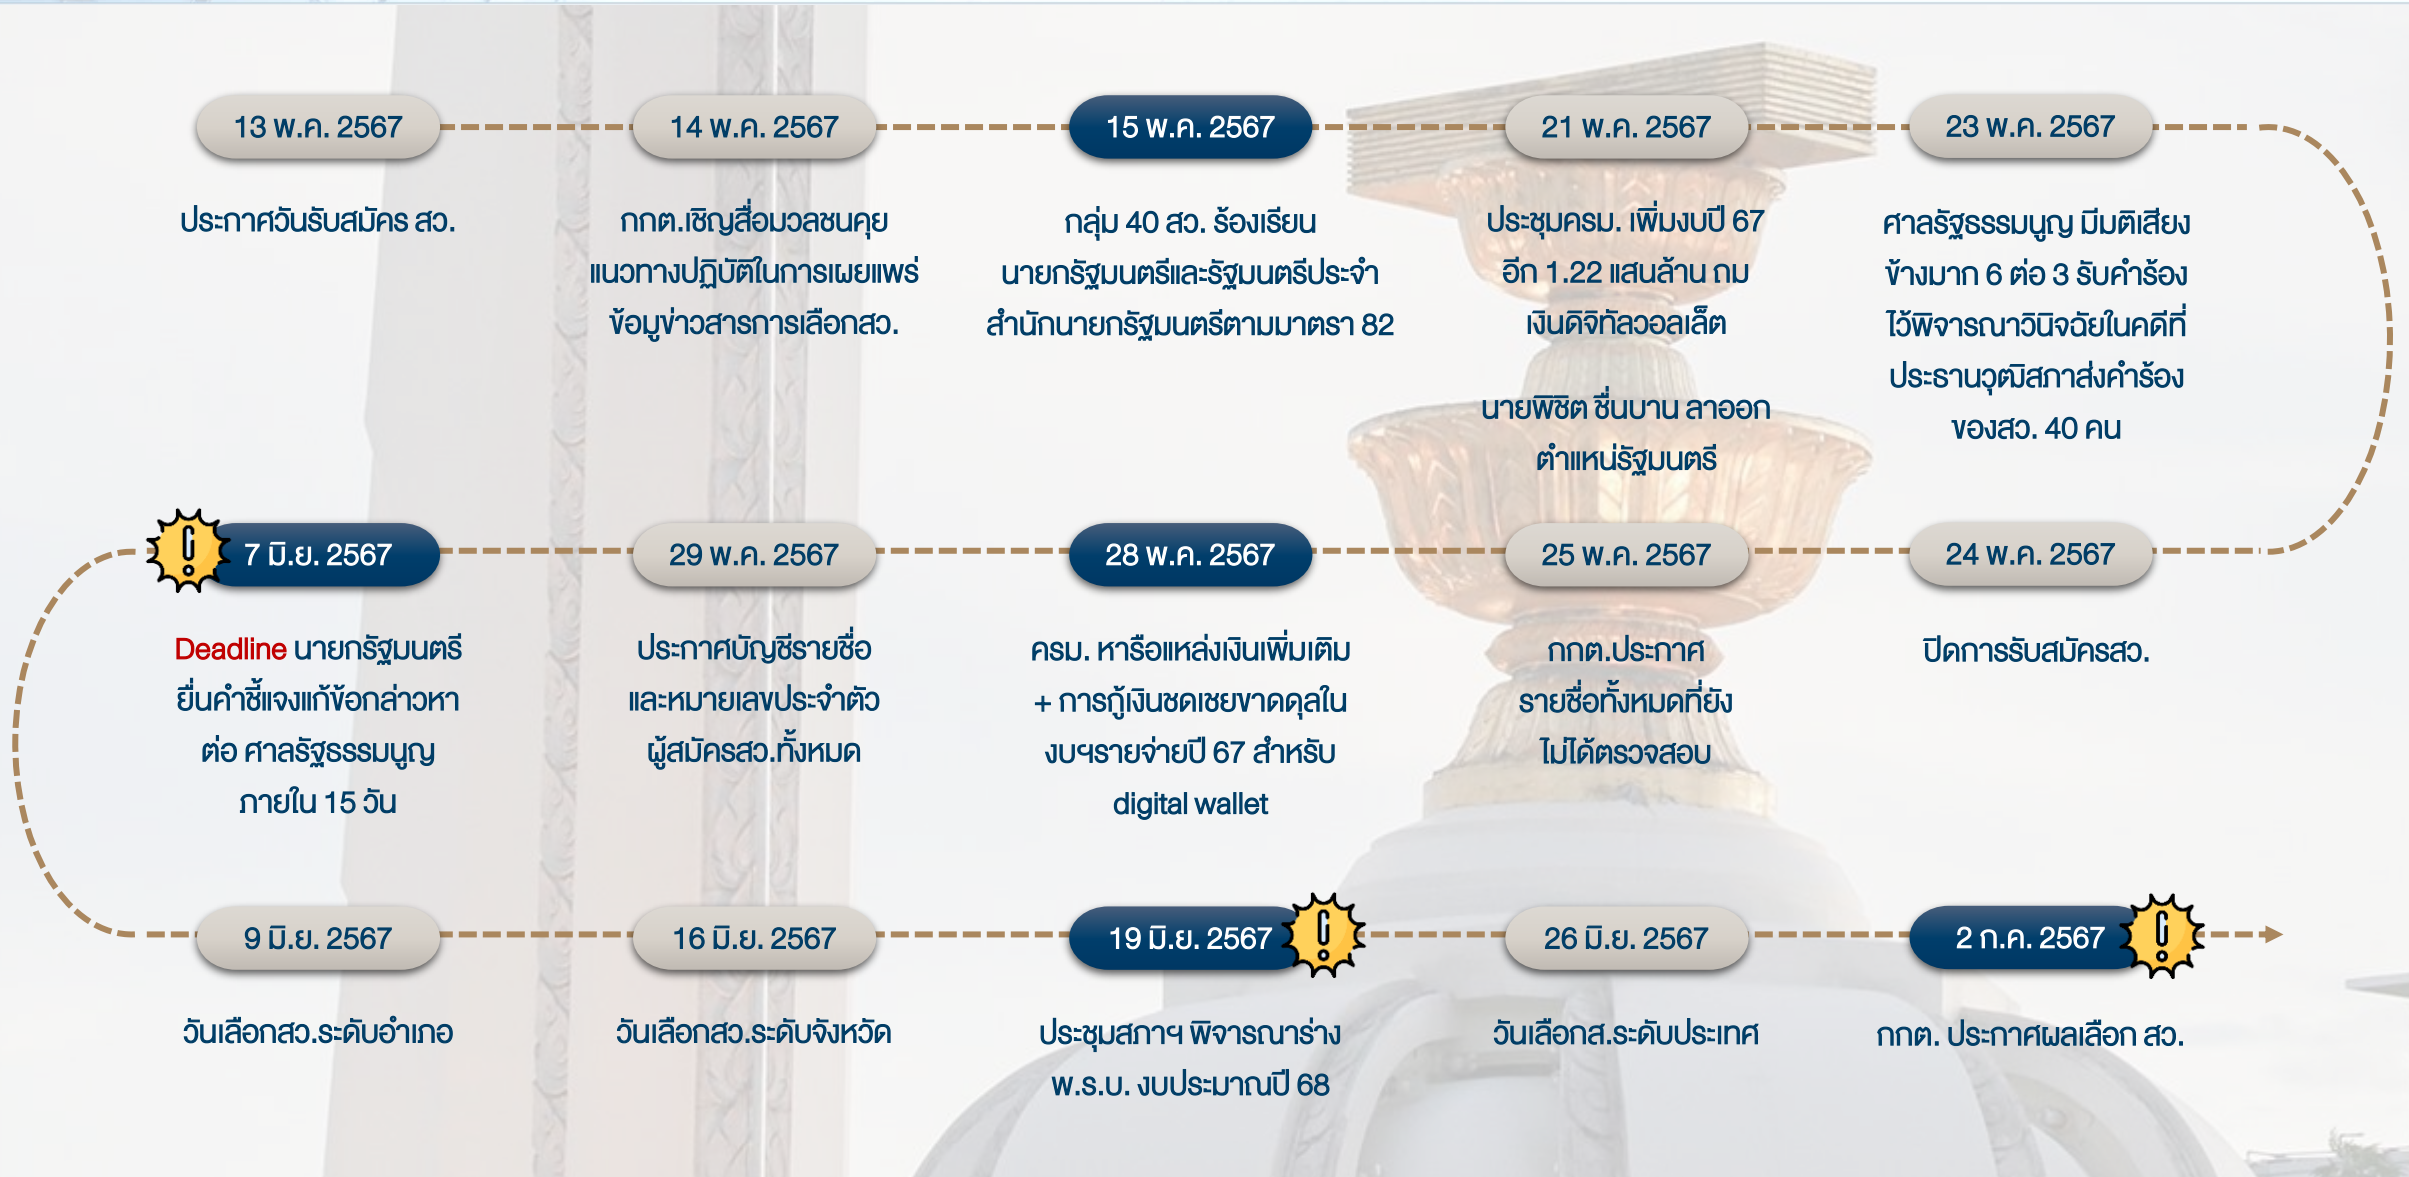 13 พ.ค. 2567
ประกาศวันรับสมัคร สว.
14 พ.ค. 2567
กกต.เชิญสื่อมวลชนคุย
แนวทางปฏิบัติในการเผยแพร่
ข้อมูข่าวสารการเลือกสว.
15 พ.ค. 2567
กลุ่ม 40 สว. ร้องเรียน
นายกรัฐมนตรีและรัฐมนตรีประจำ
สำนักนายกรัฐมนตรีตามมาตรา 82
21 พ.ค. 2567
ประชุมครม. เพิ่มงบปี 67
อีก 1.22 แสนล้าน ถม
เงินดิจิทัลวอลเล็ต
นายพิชิต ชื่นบาน ลาออก
ตำแหน่รัฐมนตรี
23 พ.ค. 2567
ศาลรัฐธรรมนูญ มีมติเสียง
ข้างมาก 6 ต่อ 3 รับคำร้อง
ไว้พิจารณาวินิจฉัยในคดีที่
ประธานวุฒิสภาส่งคำร้อง
ของสว. 40 คน
24 พ.ค. 2567
ปิดการรับสมัครสว.
25 พ.ค. 2567
กกต.ประกาศ
รายชื่อทั้งหมดที่ยัง
ไม่ได้ตรวจสอบ
28 พ.ค. 2567
ครม. หารือแหล่งเงินเพิ่มเติม
+ การกู้เงินชดเชยขาดดุลใน
งบฯรายจ่ายปี 67 สำหรับ
digital wallet
29 พ.ค. 2567
ประกาศบัญชีรายชื่อ
และหมายเลขประจำตัว
ผู้สมัครสว.ทั้งหมด
7 มิ.ย. 2567
Deadline นายกรัฐมนตรี
ยื่นคำชี้แจงแก้ข้อกล่าวหา
ต่อ ศาลรัฐธรรมนูญ
ภายใน 15 วัน
9 มิ.ย. 2567
วันเลือกสว.ระดับอำเภอ
16 มิ.ย. 2567
วันเลือกสว.ระดับจังหวัด
19 มิ.ย. 2567
ประชุมสภาฯ พิจารณาร่าง
พ.ร.บ. งบประมาณปี 68
26 มิ.ย. 2567
วันเลือกส.ระดับประเทศ
2 ก.ค. 2567
กกต. ประกาศผลเลือก สว.